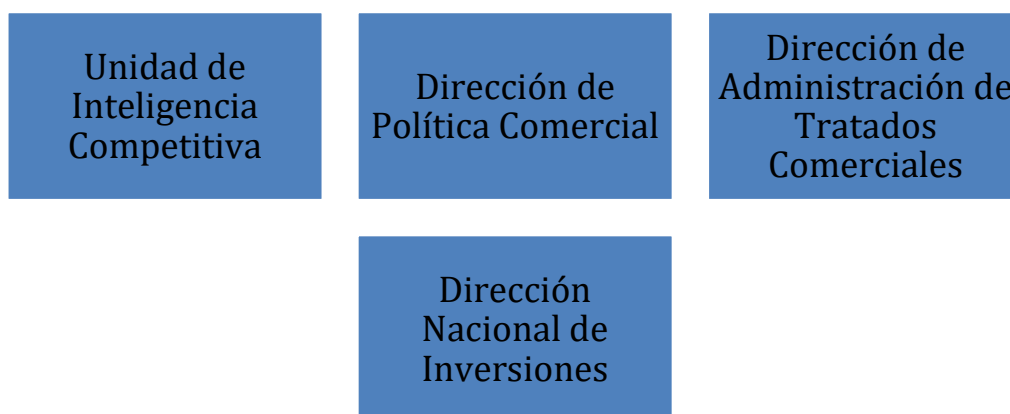 Unidad de
Inteligencia
Competitiva
Dirección de
Política Comercial
Dirección de
Administración de
Tratados
Comerciales
Dirección
Nacional de
Inversiones